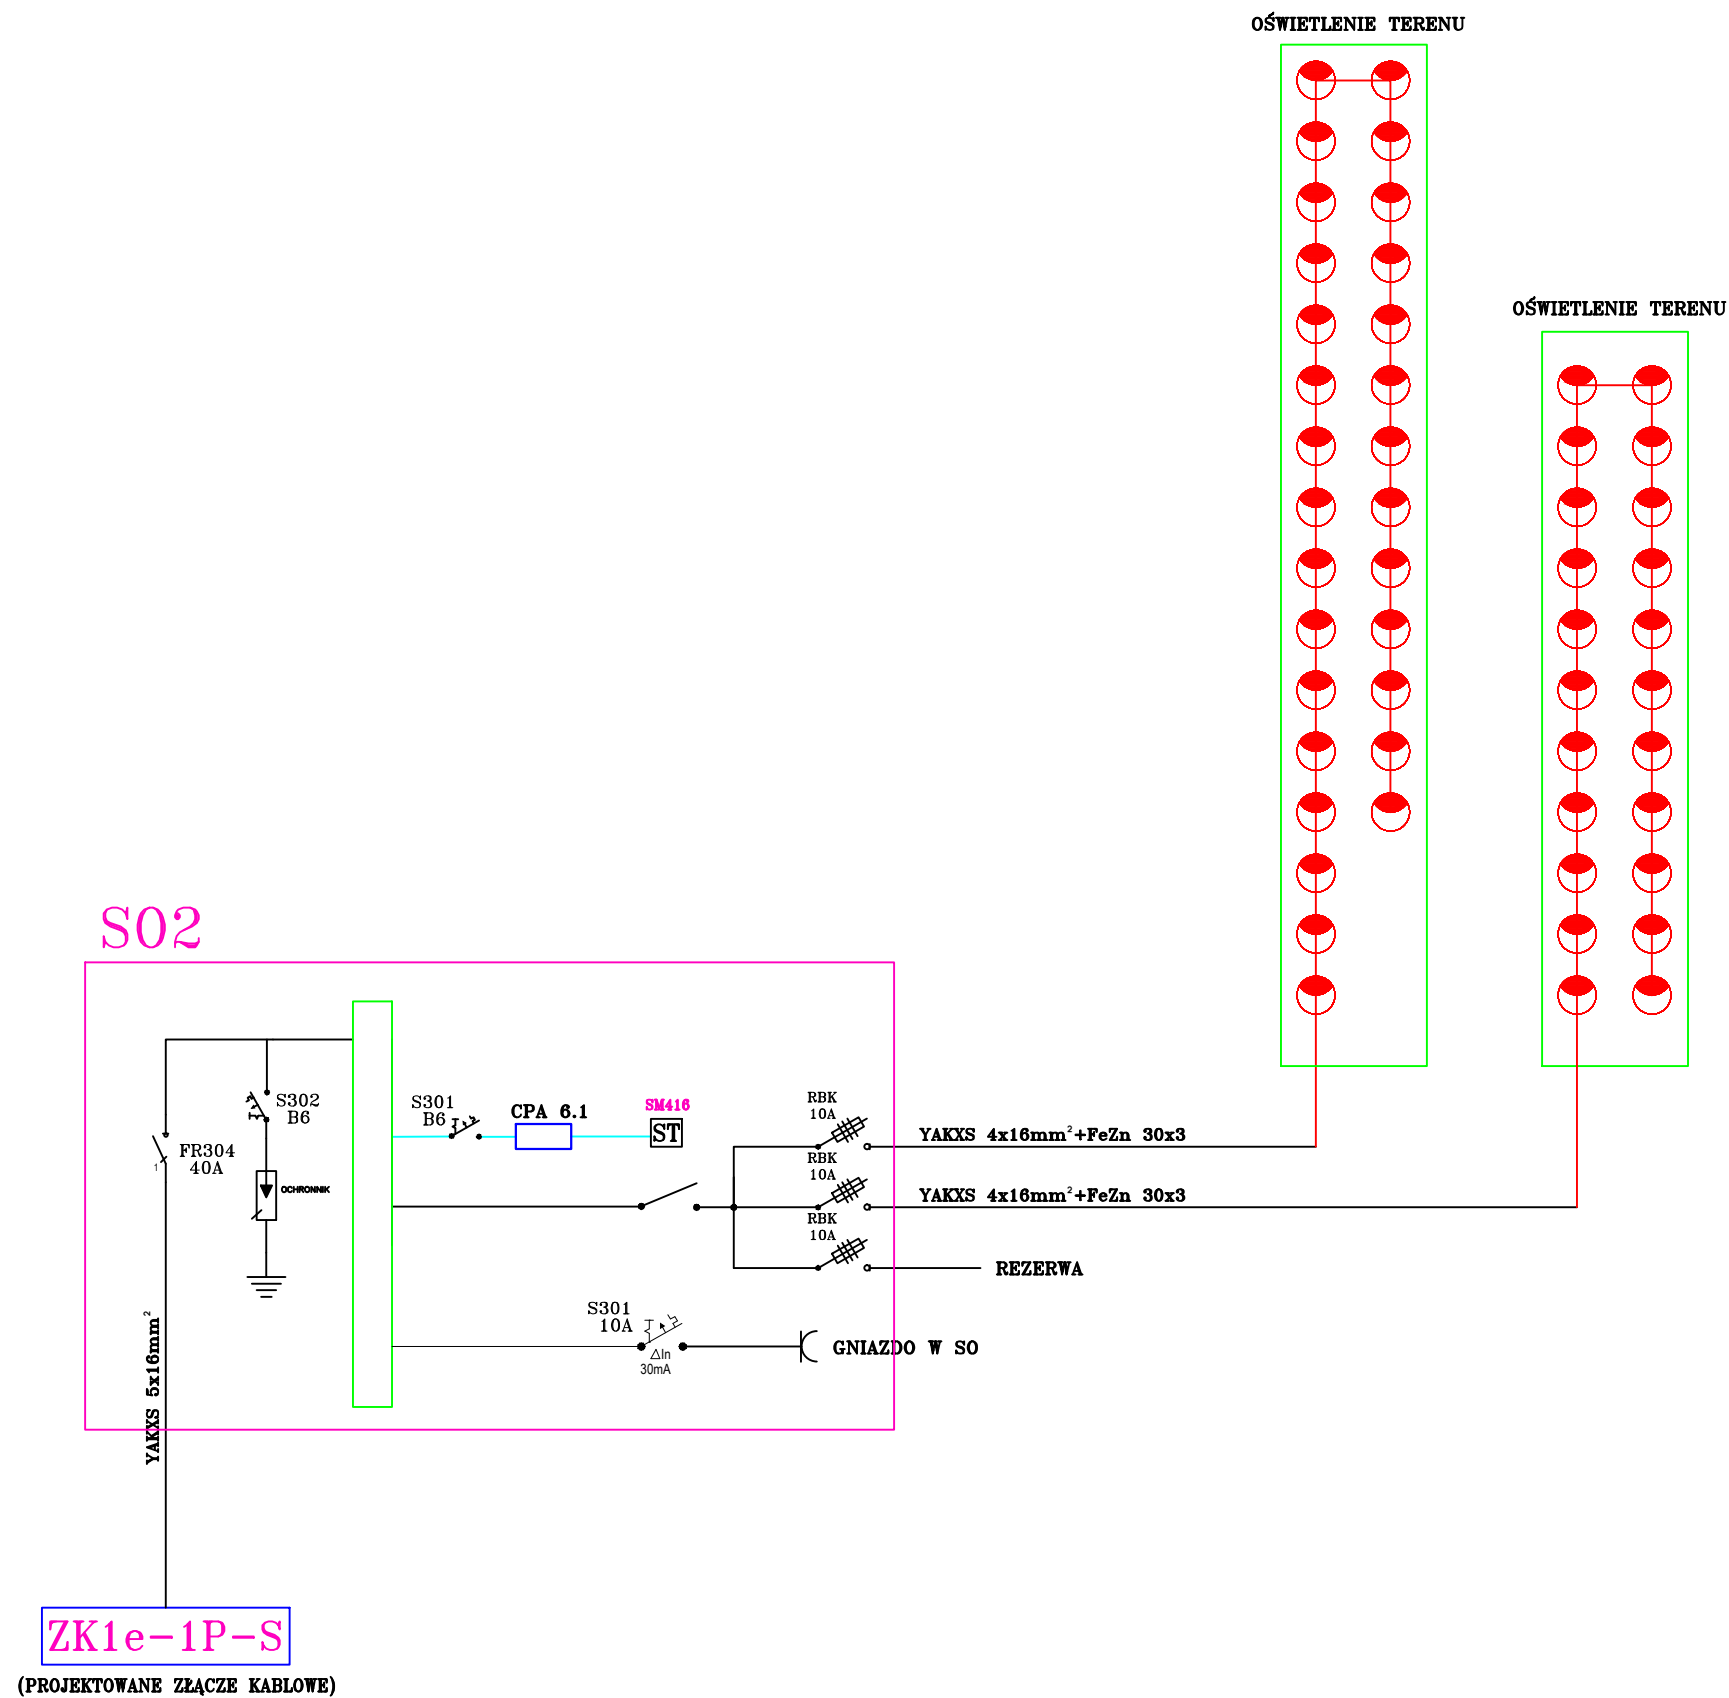 OŚWIETLENIE TERENU
OŚWIETLENIE TERENU
S02
S302
B6
FR304
40A
1
OCHRONNIK
S301
B6
CPA 6.1
SM416
ST
RBK
10A
YAKXS 4x16mm²+FeZn 30x3
RBK
10A
YAKXS 4x16mm²+FeZn 30x3
RBK
10A
REZERWA
S301
10A
ΔIn
30mA
GNIAZDO W SO
YAKXS 5x16mm²
ZK1e-1P-S
(PROJEKTOWANE ZŁĄCZE KABLOWE)